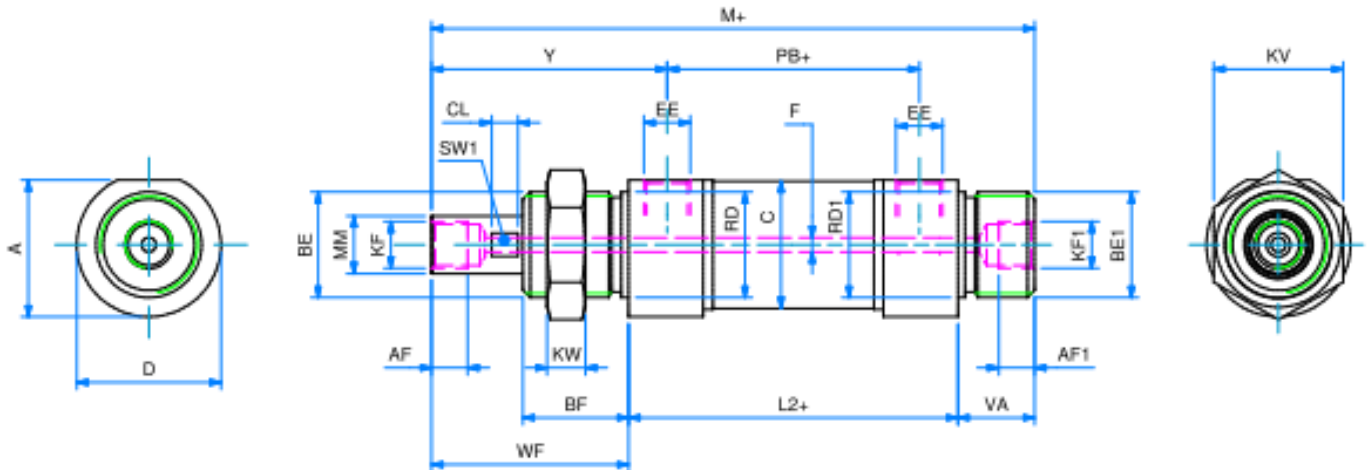 M+
Y
PB+
KV
CL
EE
F
EE
SW1
A
BE
MM
KF
RD
C
RD1
KF1
BE1
AF
KW
AF1
D
BF
L2+
VA
WF